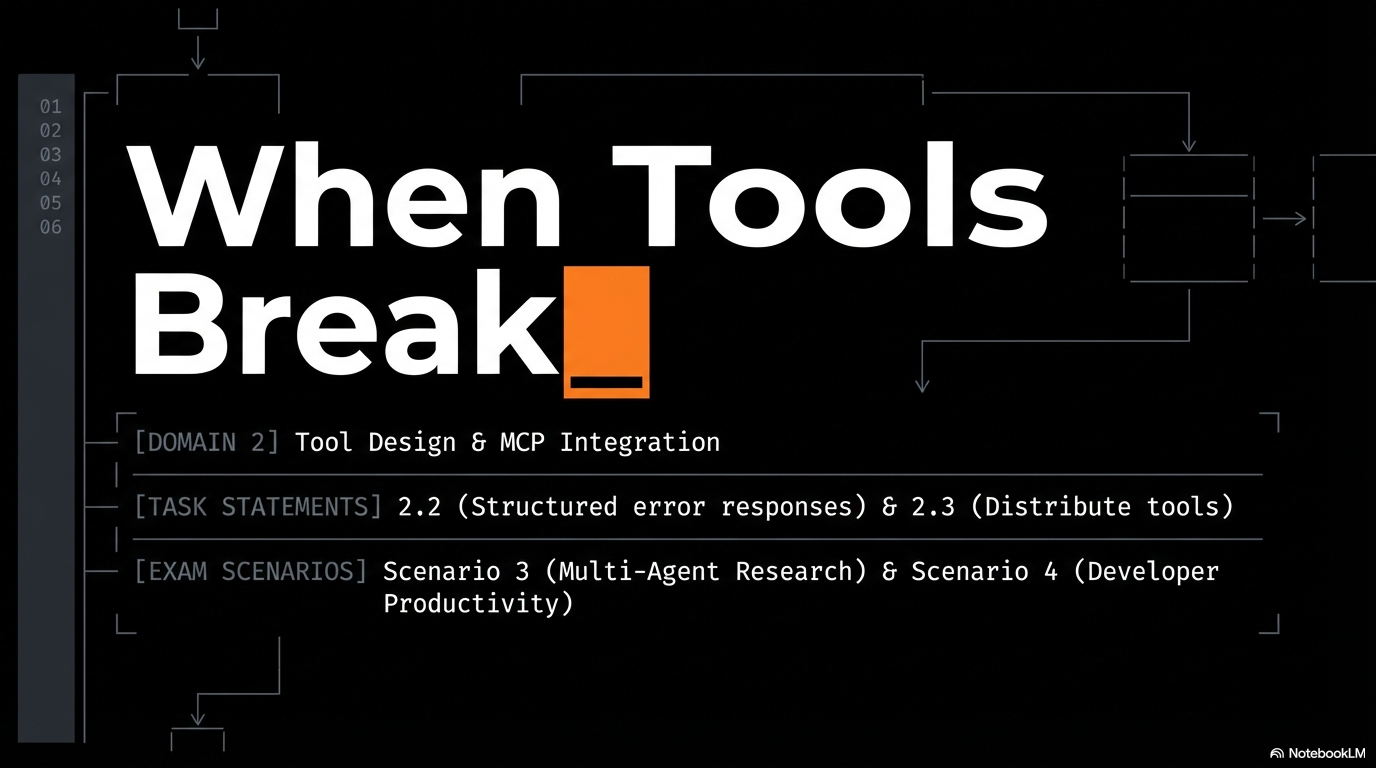 01
02
03
04
05
06
When Tools
Break_
[DOMAIN 2] Tool Design & MCP Integration
[TASK STATEMENTS] 2.2 (Structured error responses) & 2.3 (Distribute tools)
[EXAM SCENARIOS] Scenario 3 (Multi-Agent Research) & Scenario 4 (Developer
Productivity)
NotebookLM